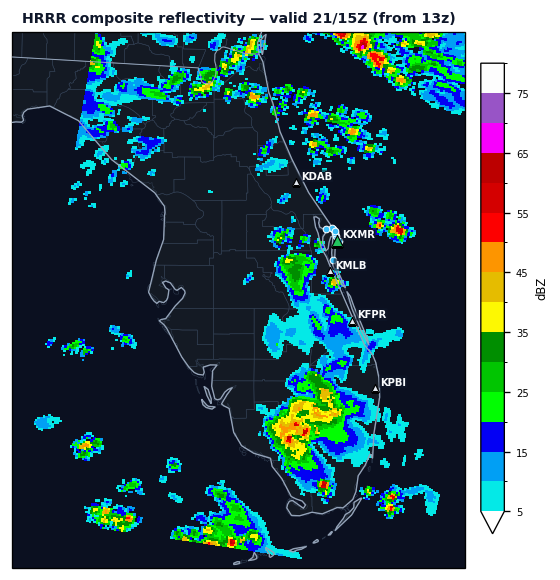 HRRR composite reflectivity — valid 21/15Z (from 13z)
KDAB
KXMR
KMLB
KFPR
KPBI
75
65
55
45
35
25
15
5
dBZ